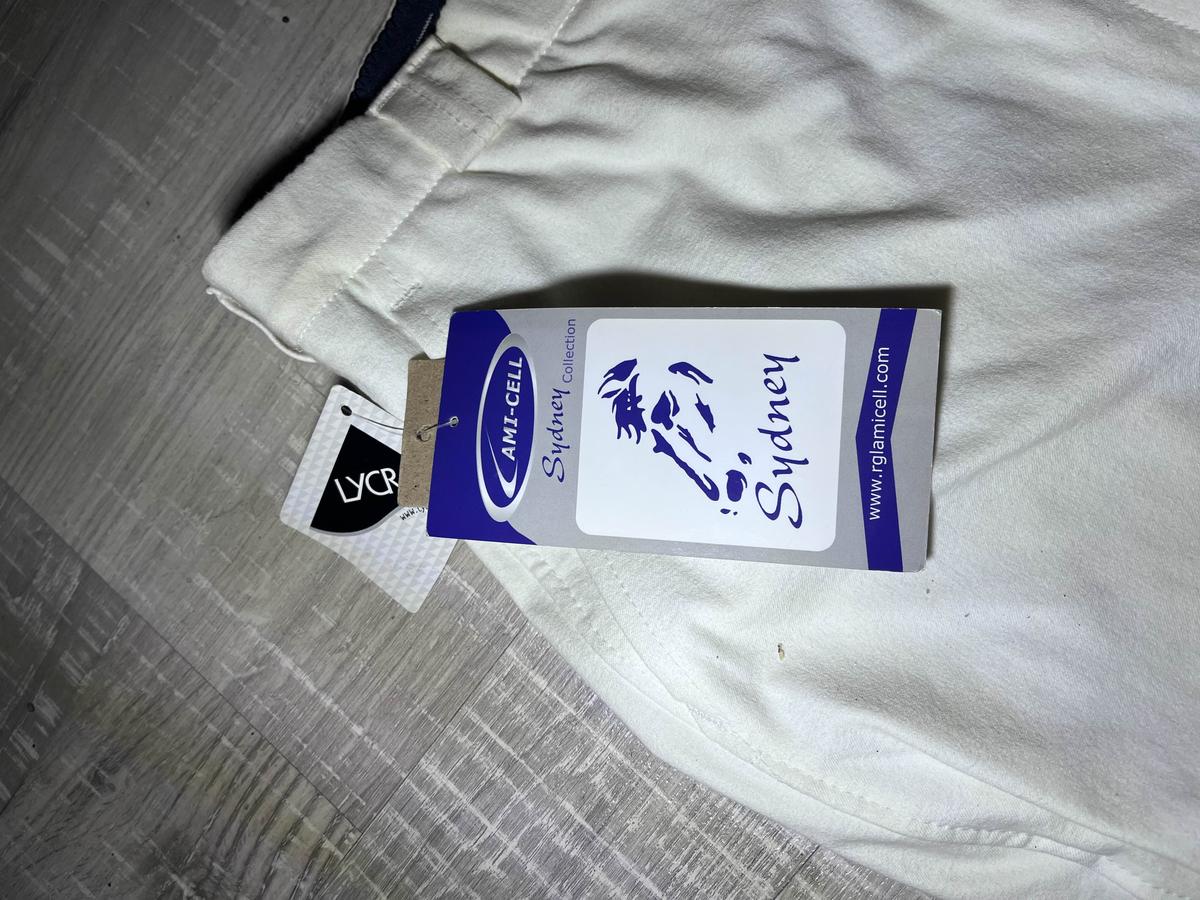 AMI-CELL
Sydney
Collection
Sydney
www.rglamicell.com
LYCR